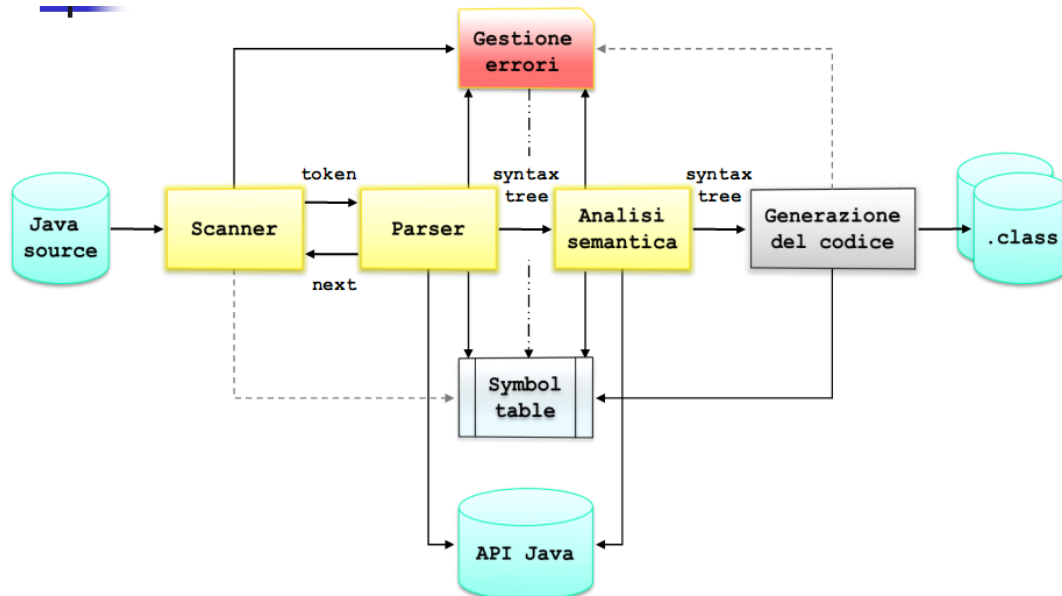 Gestione
errori
token
syntax
tree
syntax
tree
Java
source
Scanner
Parser
Analisi
semantica
Generazione
del codice
.class
next
Symbol
table
API Java